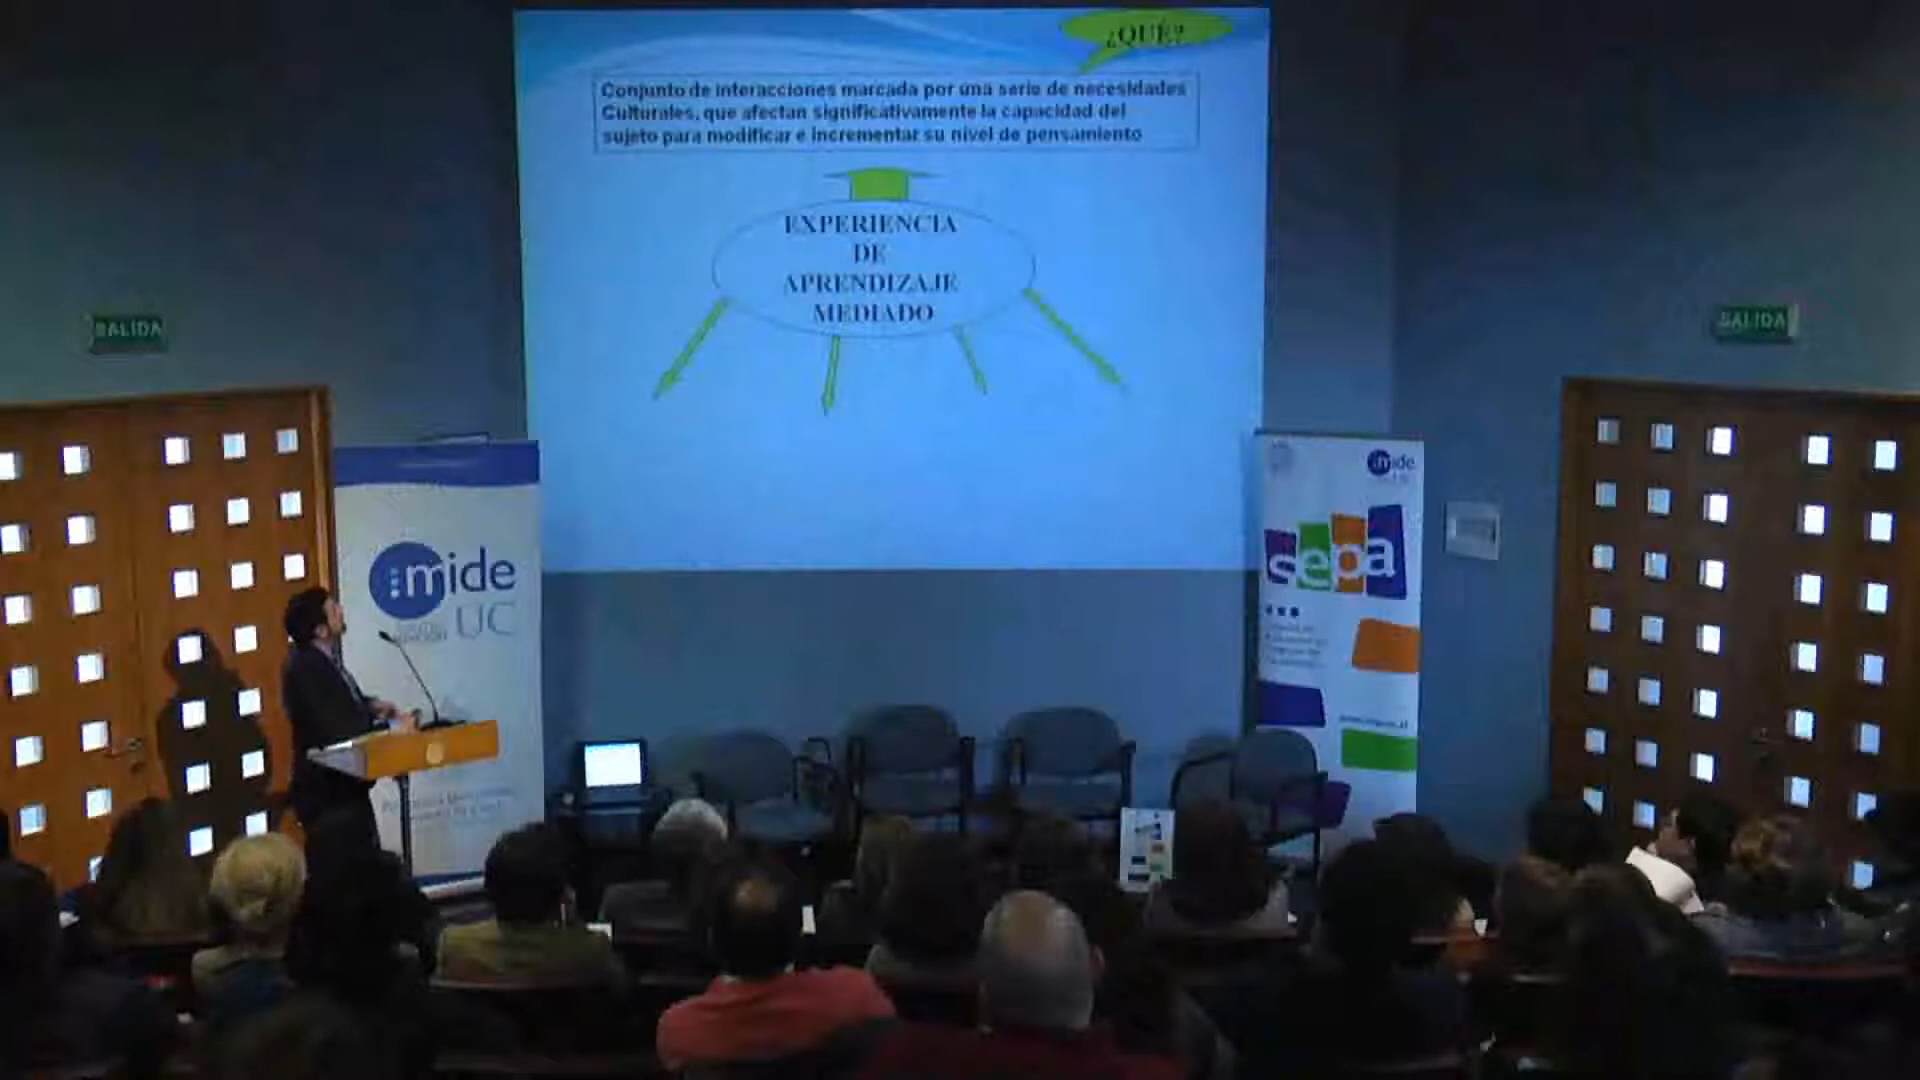 ¿QUÉ?
Conjunto de interacciones marcada por una serie de necesidades
Culturales, que afectan significativamente la capacidad del
sujeto para modificar e incrementar su nivel de pensamiento
EXPERIENCIA
DE
APRENDIZAJE
MEDIADO
SALIDA
SALIDA
mide
UC
mide
sepa